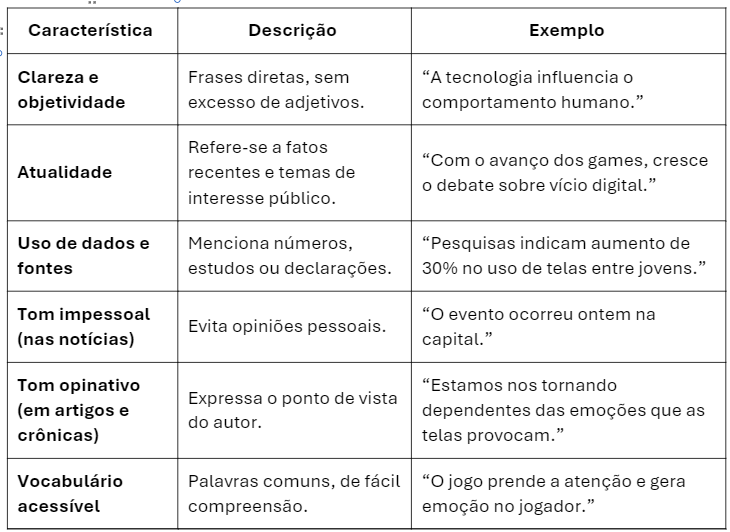 Característica
Descrição
Exemplo
Clareza e
objetividade
Frases diretas, sem
excesso de adjetivos.
“A tecnologia influencia o
comportamento humano.”
Atualidade
Refere-se a fatos
recentes e temas de
interesse público.
“Com o avanço dos games, cresce
o debate sobre vício digital.”
Uso de dados e
fontes
Menciona números,
estudos ou declarações.
“Pesquisas indicam aumento de
30% no uso de telas entre jovens.”
Tom impessoal
(nas notícias)
Evita opiniões pessoais.
“O evento ocorreu ontem na
capital.”
Tom opinativo
(em artigos e
crônicas)
Expressa o ponto de vista
do autor.
“Estamos nos tornando
dependentes das emoções que as
telas provocam.”
Vocabulário
acessível
Palavras comuns, de fácil
compreensão.
“O jogo prende a atenção e gera
emoção no jogador.”